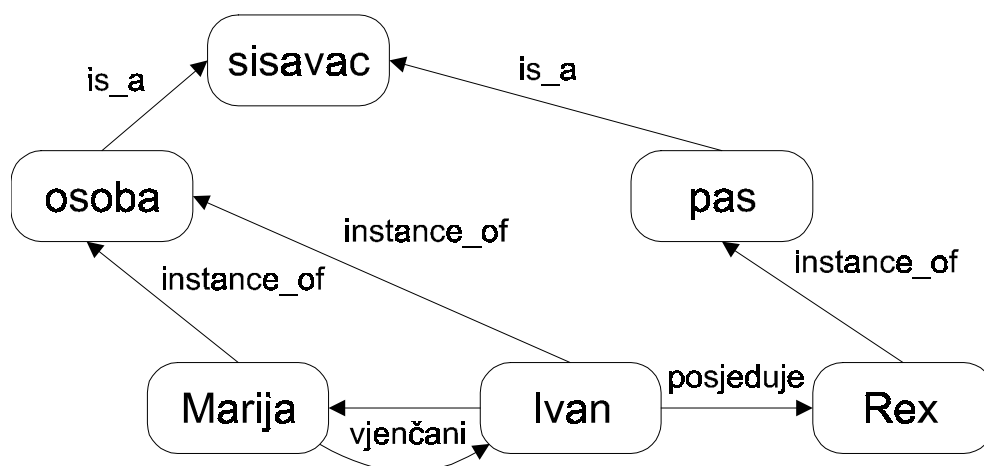 sisavac
is_a
is_a
osoba
pas
instance_of
instance_of
instance_of
Marija
vjenčani
Ivan
posjeduje
Rex